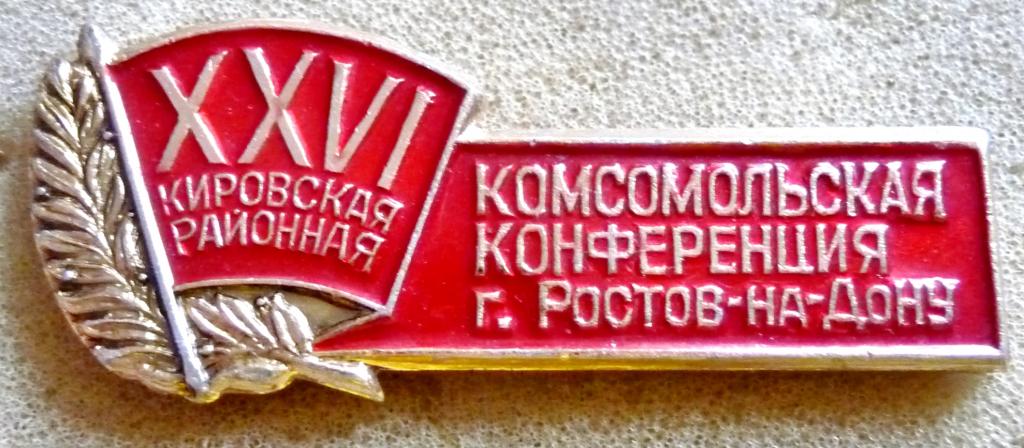 XXVI
КИРОВСКАЯ
РАЙОННАЯ
КОМСОМОЛЬСКАЯ
КОНФЕРЕНЦИЯ
г. РОСТОВ-НА-ДОНУ